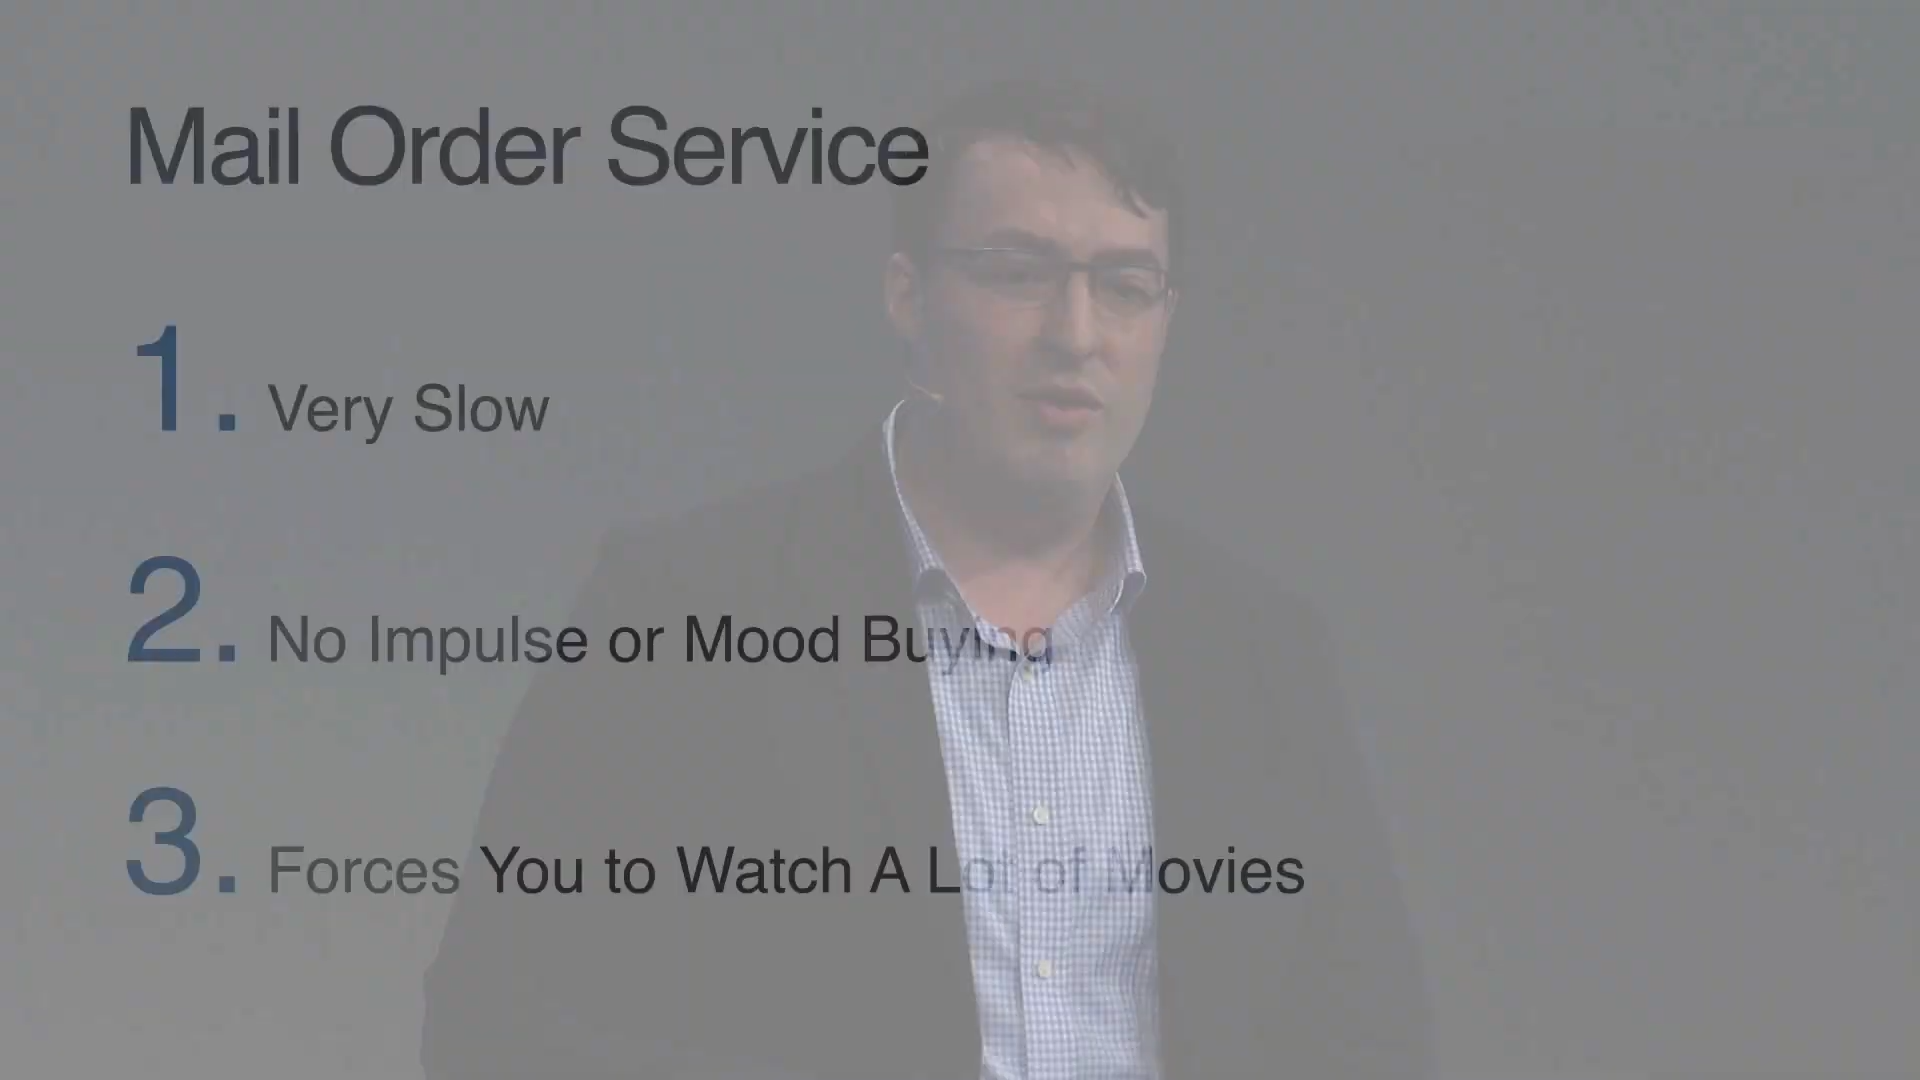 Mail Order Service
1. Very Slow
2. No Impulse or Mood Buying
3. Forces You to Watch A Lot of Movies